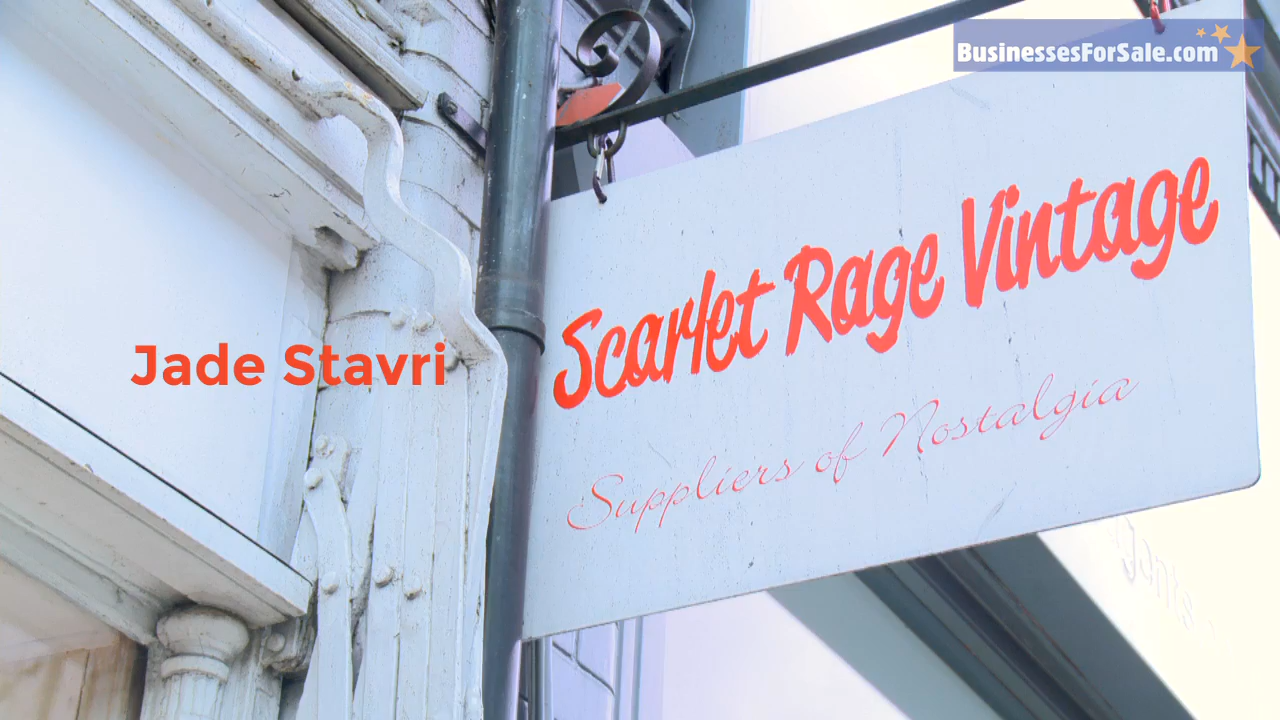 BusinessesForSale.com
Scarlet Rage Vintage
Jade Stavri
Suppliers of Nostalgia